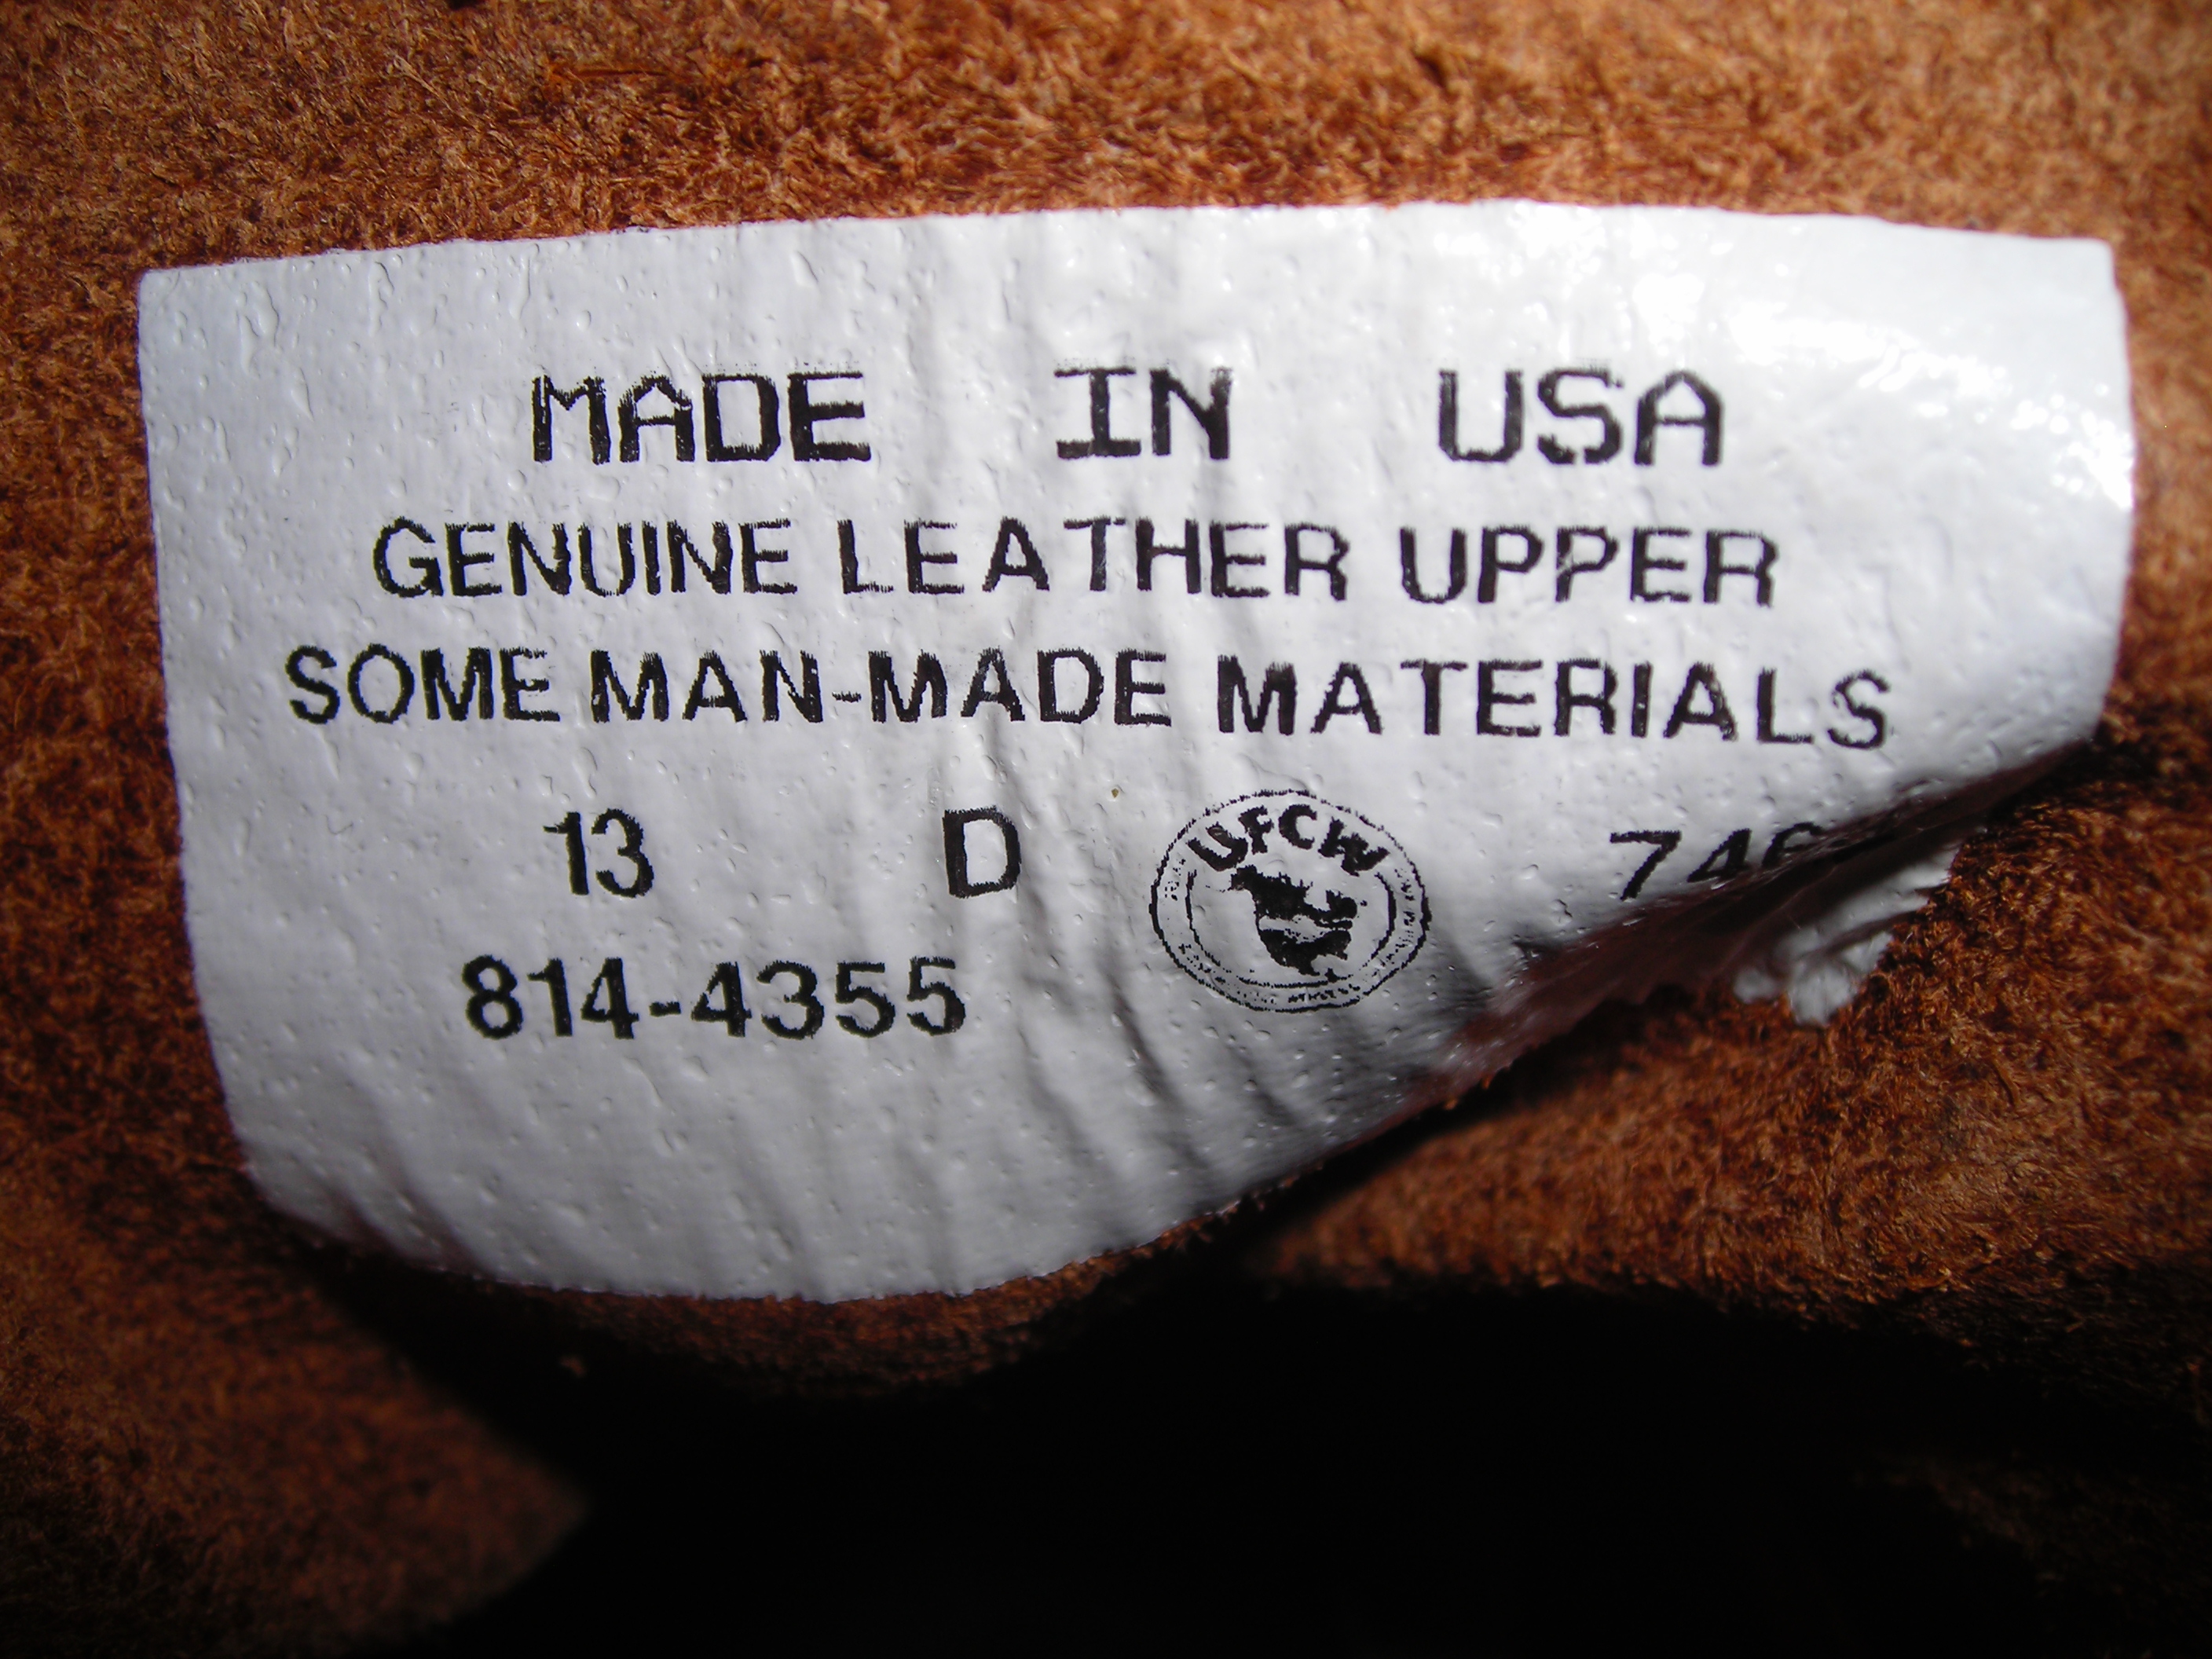 MADE IN USA
GENUINE LEATHER UPPER
SOME MAN-MADE MATERIALS
13 D UFCW
814-4355